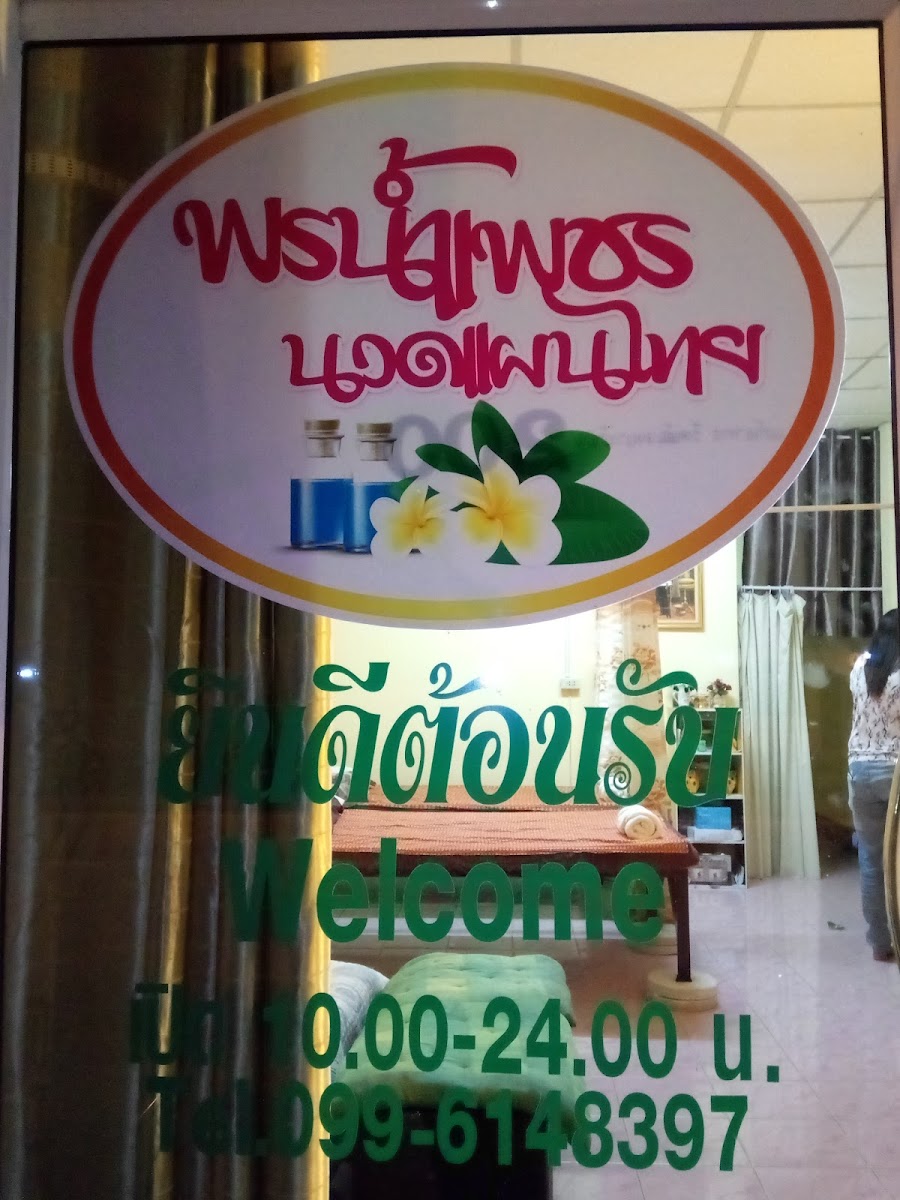 พรน้ำเพชร
นวดแผนไทย
ยินดีต้อนรับ
Welcome
เปิด 10.00-24.00 น.
Tel.099-6148397